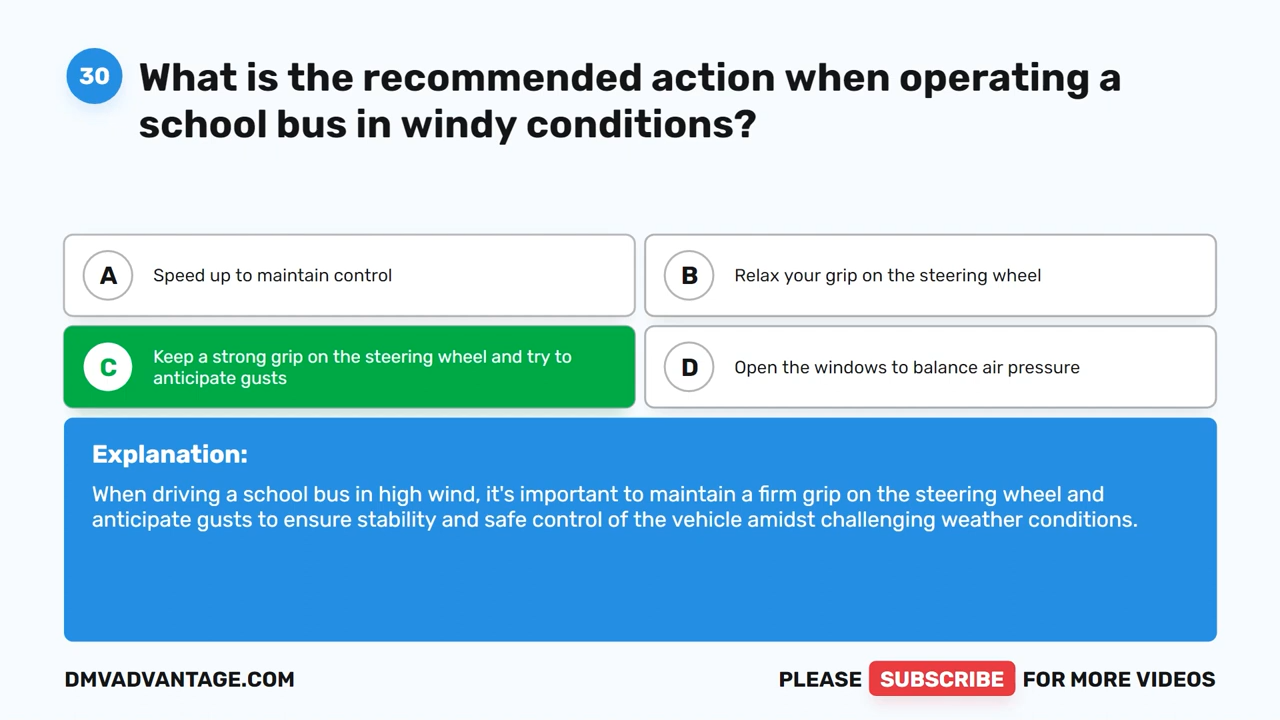 30
What is the recommended action when operating a
school bus in windy conditions?
A
Speed up to maintain control
B
Relax your grip on the steering wheel
C
Keep a strong grip on the steering wheel and try to
anticipate gusts
D
Open the windows to balance air pressure
Explanation:
When driving a school bus in high wind, it's important to maintain a firm grip on the steering wheel and
anticipate gusts to ensure stability and safe control of the vehicle amidst challenging weather conditions.
DMVADVANTAGE.COM
PLEASE SUBSCRIBE FOR MORE VIDEOS